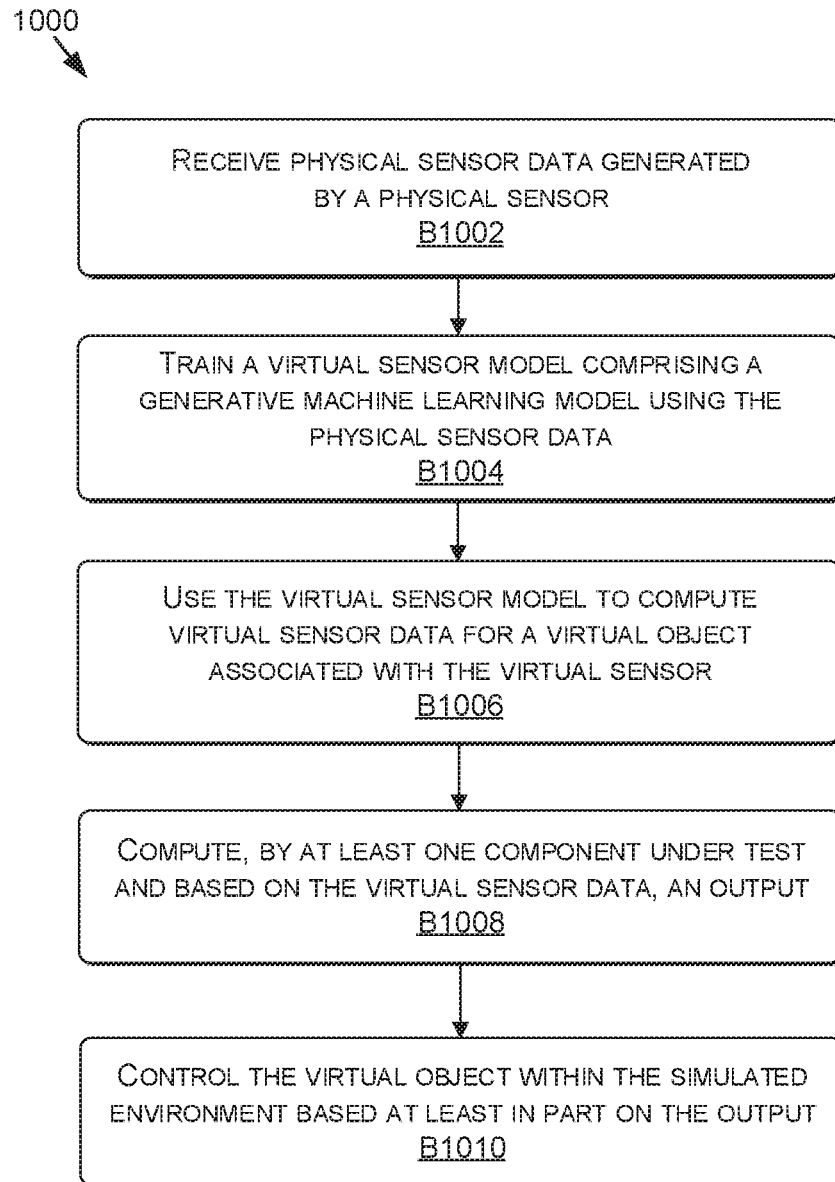 1000
RECEIVE PHYSICAL SENSOR DATA GENERATED
BY A PHYSICAL SENSOR
B1002
TRAIN A VIRTUAL SENSOR MODEL COMPRISING A
GENERATIVE MACHINE LEARNING MODEL USING THE
PHYSICAL SENSOR DATA
B1004
USE THE VIRTUAL SENSOR MODEL TO COMPUTE
VIRTUAL SENSOR DATA FOR A VIRTUAL OBJECT
ASSOCIATED WITH THE VIRTUAL SENSOR
B1006
COMPUTE, BY AT LEAST ONE COMPONENT UNDER TEST
AND BASED ON THE VIRTUAL SENSOR DATA, AN OUTPUT
B1008
CONTROL THE VIRTUAL OBJECT WITHIN THE SIMULATED
ENVIRONMENT BASED AT LEAST IN PART ON THE OUTPUT
B1010